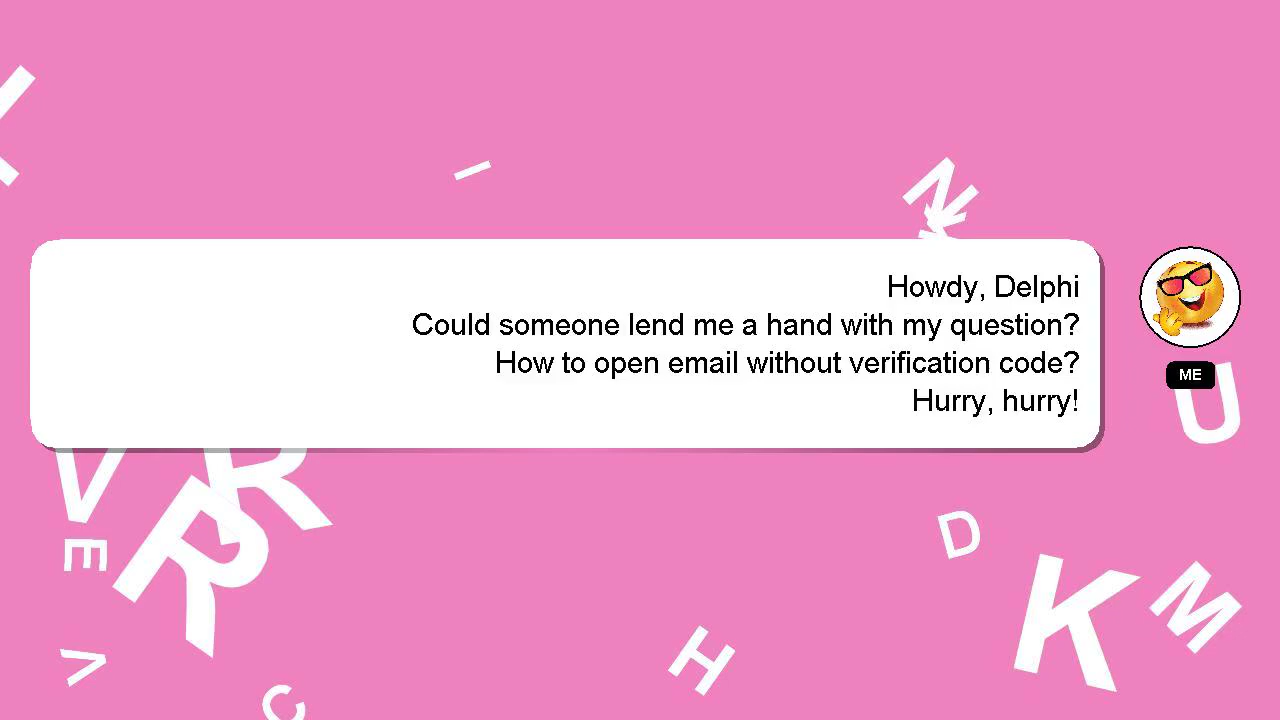 Howdy, Delphi
Could someone lend me a hand with my question?
How to open email without verification code?
Hurry, hurry!
ME
I
N
K
U
V
R
R
E
D
K
M
H
V
C